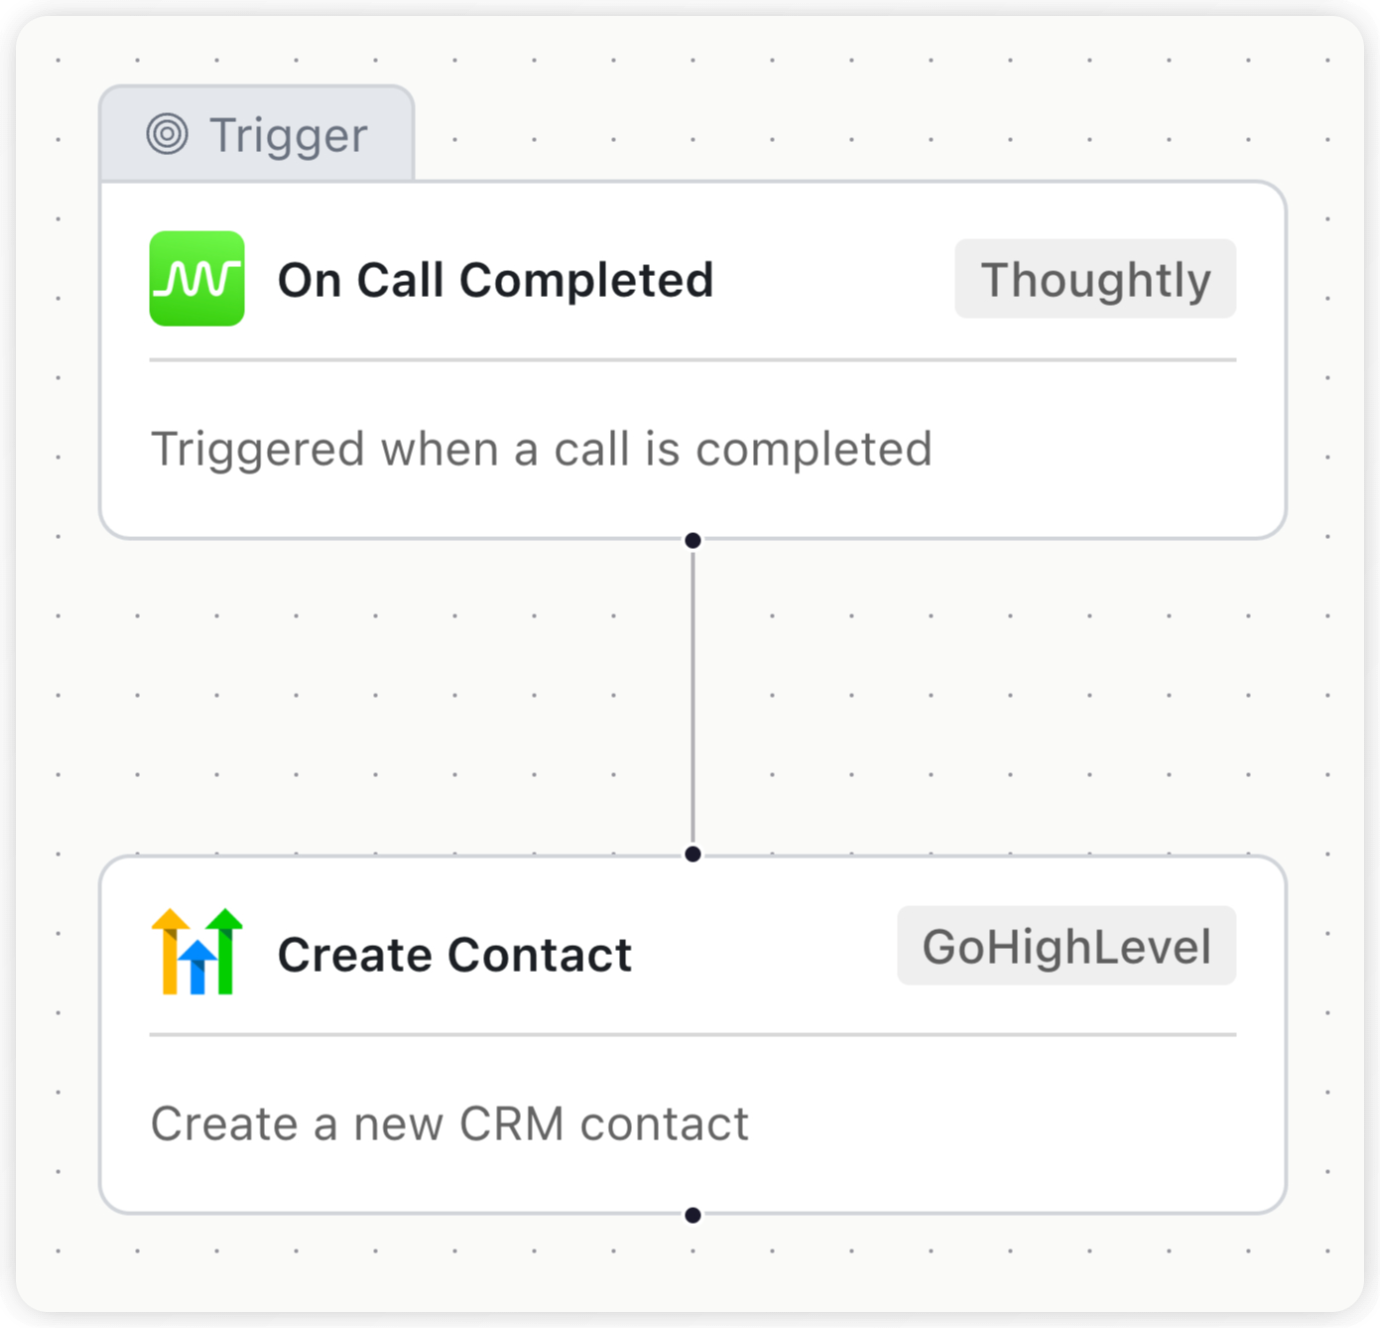 Trigger
On Call Completed
Thoughtly
Triggered when a call is completed
Create Contact
GoHighLevel
Create a new CRM contact